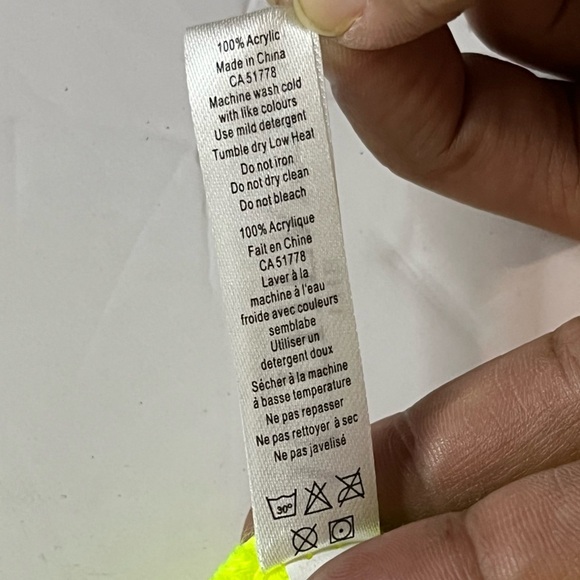 100% Acrylic
Made in China
CA 51778
Machine wash cold
with like colours
Use mild detergent
Tumble dry Low Heat
Do not iron
Do not dry clean
Do not bleach
100% Acrylique
Fait en Chine
CA 51778
Laver à la
machine à l'eau
froide avec couleurs
semblabe
Utiliser un
detergent doux
Sécher à la machine
à basse temperature
Ne pas repasser
Ne pas rettoyer à sec
Ne pas javelisé
30°